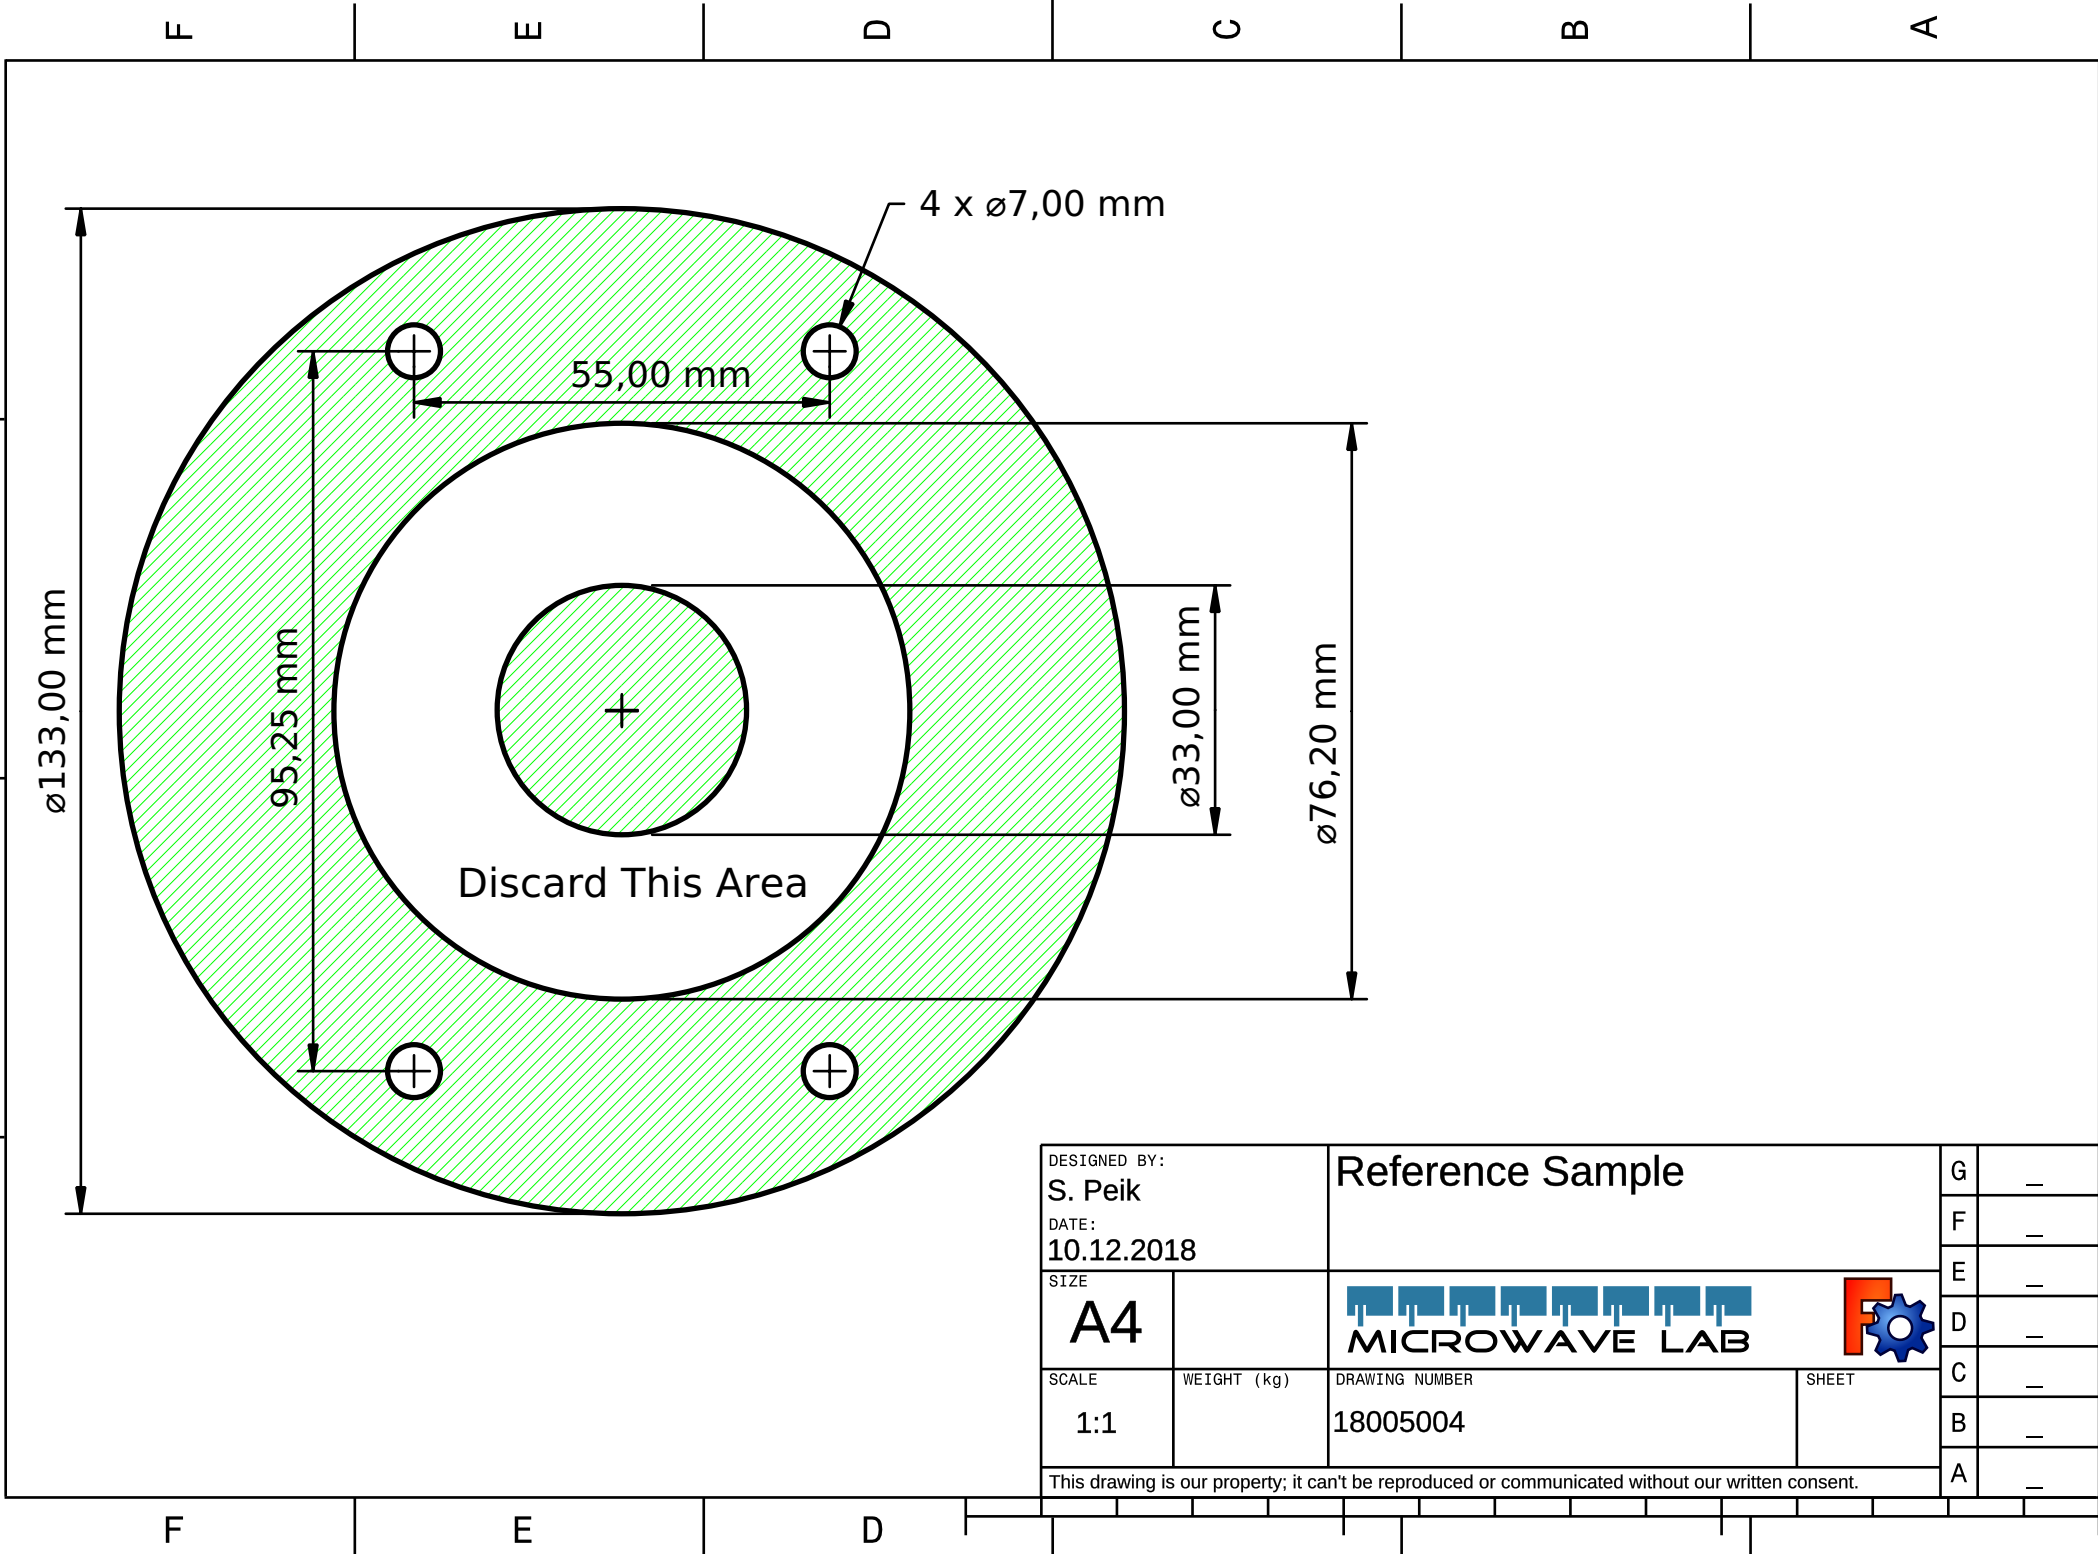 F E D C B A
4 x ⌀7,00 mm
55,00 mm
⌀133,00 mm
95,25 mm
⌀33,00 mm
⌀76,20 mm
Discard This Area
DESIGNED BY:
S. Peik
DATE:
10.12.2018
Reference Sample
SIZE
A4
MICROWAVE LAB
F
SCALE
1:1
WEIGHT (kg)
DRAWING NUMBER
18005004
SHEET
G _
F _
E _
D _
C _
B _
A _
This drawing is our property; it can't be reproduced or communicated without our written consent.
F E D